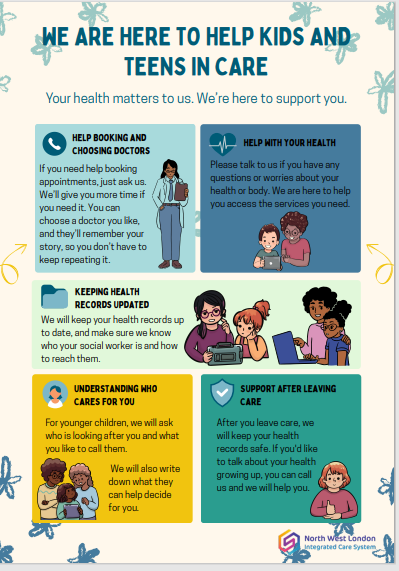 WE ARE HERE TO HELP KIDS AND
TEENS IN CARE
Your health matters to us. We're here to support you.
HELP BOOKING AND
CHOOSING DOCTORS
If you need help booking
appointments, just ask us.
We'll give you more time if
you need it. You can
choose a doctor you like,
and they'll remember your
story, so you don't have to
keep repeating it.
HELP WITH YOUR HEALTH
Please talk to us if you have any
questions or worries about your
health or body. We are here to help
you access the services you need.
KEEPING HEALTH
RECORDS UPDATED
We will keep your health records up
to date, and make sure we know
who your social worker is and how
to reach them.
UNDERSTANDING WHO
CARES FOR YOU
For younger children, we will ask
who is looking after you and what
you like to call them.
We will also write
down what they
can help decide
for you.
SUPPORT AFTER LEAVING
CARE
After you leave care, we
will keep your health
records safe. If you'd like
to talk about your health
growing up, you can call
us and we will help you.
North West London
Integrated Care System